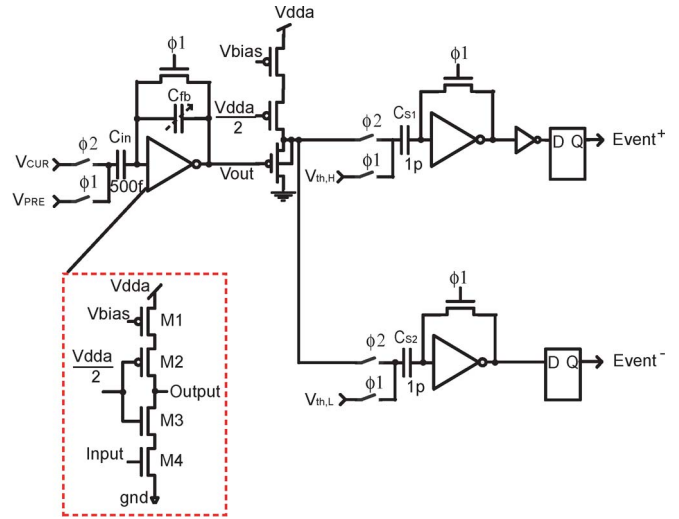 Vdda
Vbias
ϕ1
ϕ1
Cfb
Vdda
2
CS1
ϕ2
Cin
ϕ2
VCUR
D Q
Event+
ϕ1
Vth,H
1p
Vout
500f
ϕ1
VPRE
Vdda
Vbias
M1
ϕ1
Vdda
2
M2
CS2
ϕ2
D Q
Event-
Output
ϕ1
1p
Vth,L
M3
Input
M4
gnd